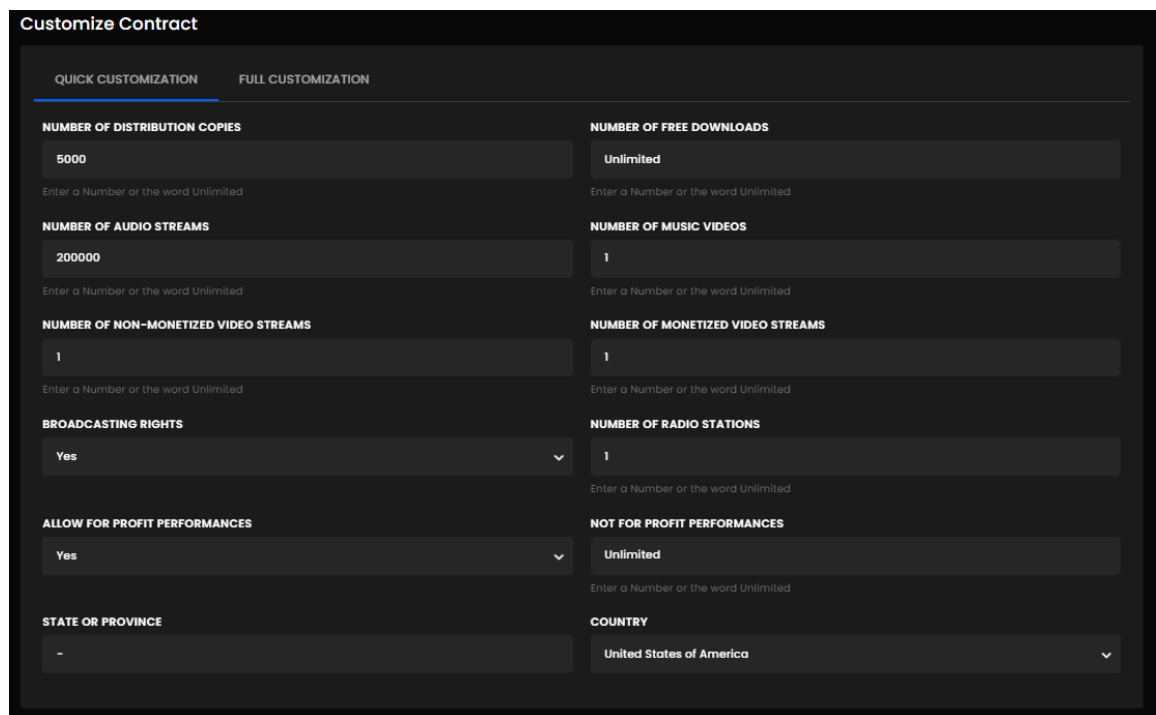 Customize Contract
QUICK CUSTOMIZATION FULL CUSTOMIZATION
NUMBER OF DISTRIBUTION COPIES NUMBER OF FREE DOWNLOADS
5000 Unlimited
Enter a Number or the word Unlimited Enter a Number or the word Unlimited
NUMBER OF AUDIO STREAMS NUMBER OF MUSIC VIDEOS
200000 1
Enter a Number or the word Unlimited Enter a Number or the word Unlimited
NUMBER OF NON-MONETIZED VIDEO STREAMS NUMBER OF MONETIZED VIDEO STREAMS
1 1
Enter a Number or the word Unlimited Enter a Number or the word Unlimited
BROADCASTING RIGHTS NUMBER OF RADIO STATIONS
Yes 1
Enter a Number or the word Unlimited
ALLOW FOR PROFIT PERFORMANCES NOT FOR PROFIT PERFORMANCES
Yes Unlimited
Enter a Number or the word Unlimited
STATE OR PROVINCE COUNTRY
- United States of America